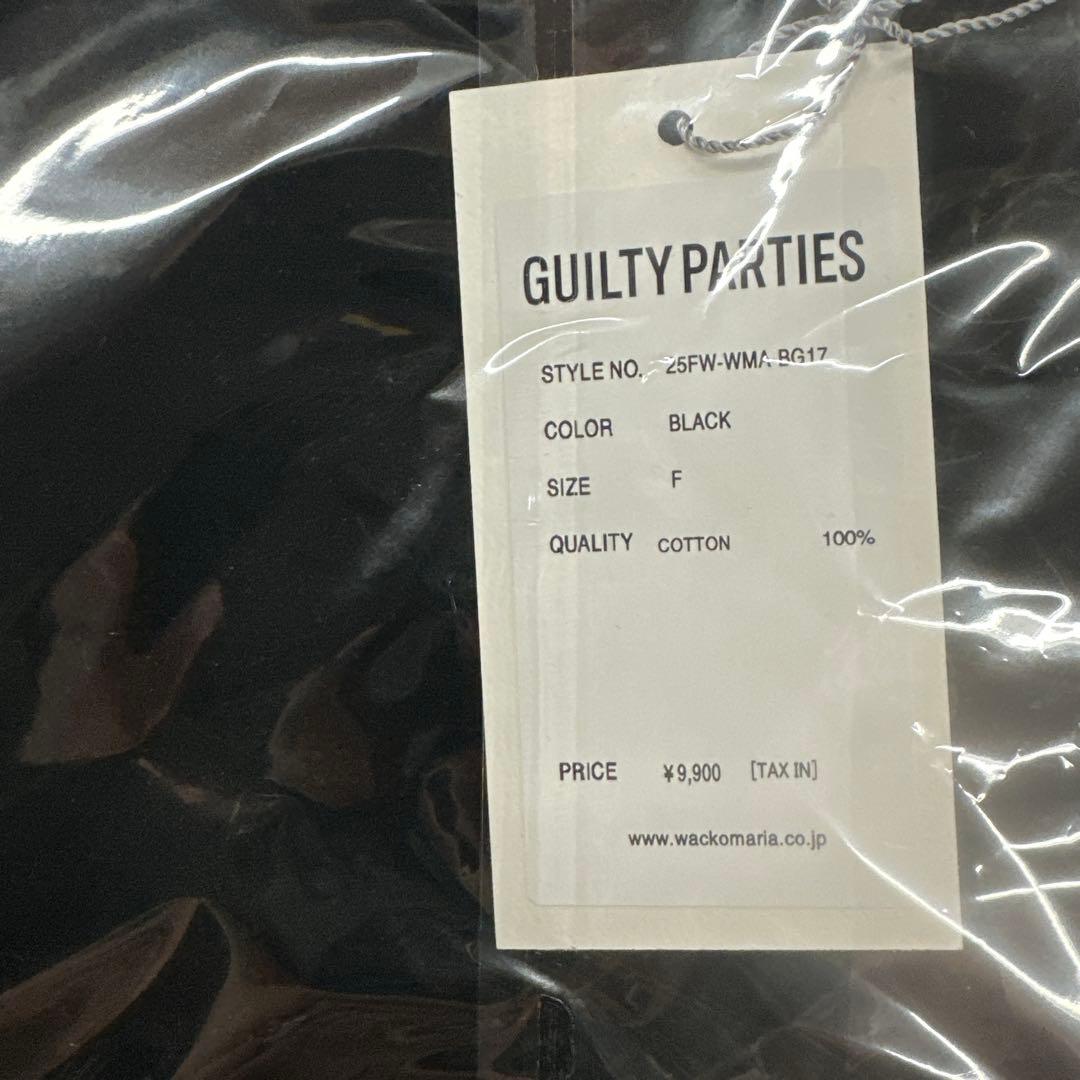 GUILTY PARTIES
STYLE NO. 25FW-WMA-BG17
COLOR BLACK
SIZE F
QUALITY COTTON 100%
PRICE ¥9,900 [TAX IN]
www.wackomaria.co.jp